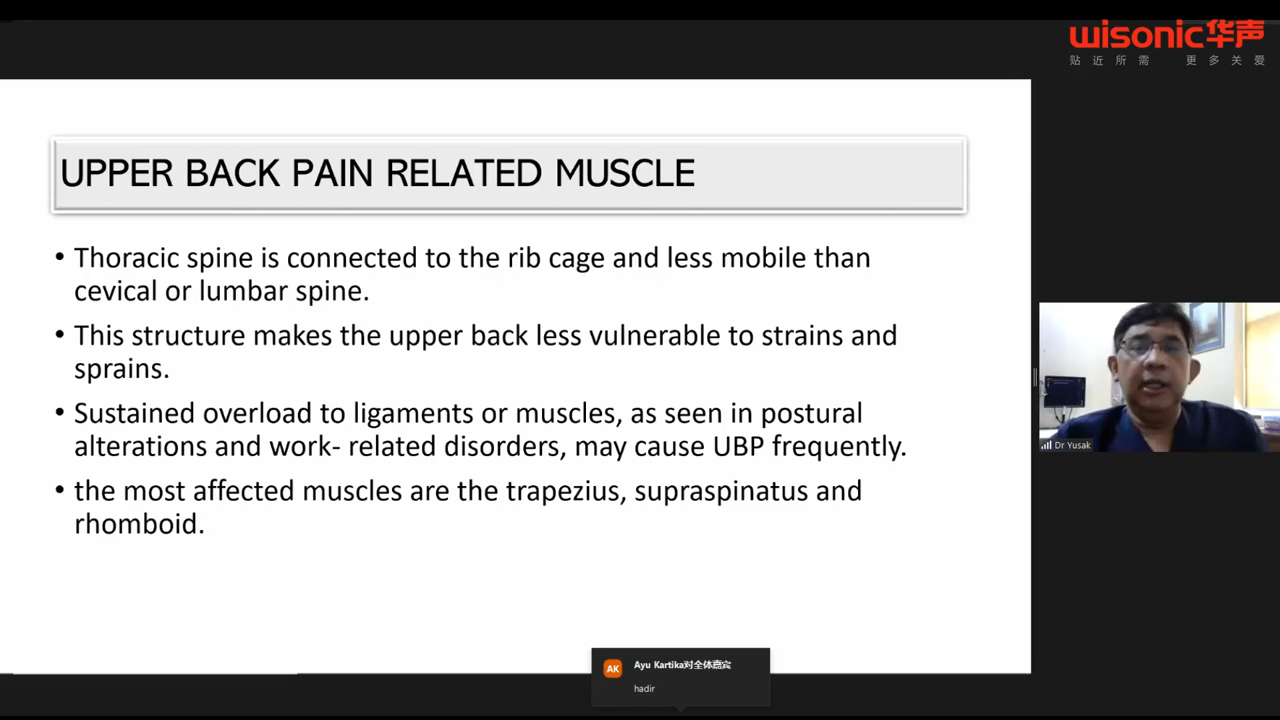 wisonic华声
贴近所需 更多关爱
UPPER BACK PAIN RELATED MUSCLE
• Thoracic spine is connected to the rib cage and less mobile than
cevical or lumbar spine.
• This structure makes the upper back less vulnerable to strains and
sprains.
• Sustained overload to ligaments or muscles, as seen in postural
alterations and work- related disorders, may cause UBP frequently.
• the most affected muscles are the trapezius, supraspinatus and
rhomboid.
Dr Yusak
AK
Ayu Kartika对全体嘉宾
hadir